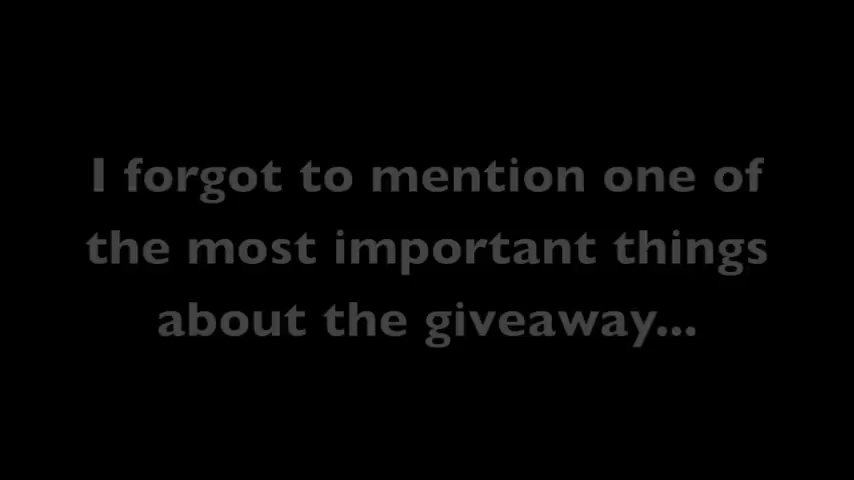 I forgot to mention one of
the most important things
about the giveaway...